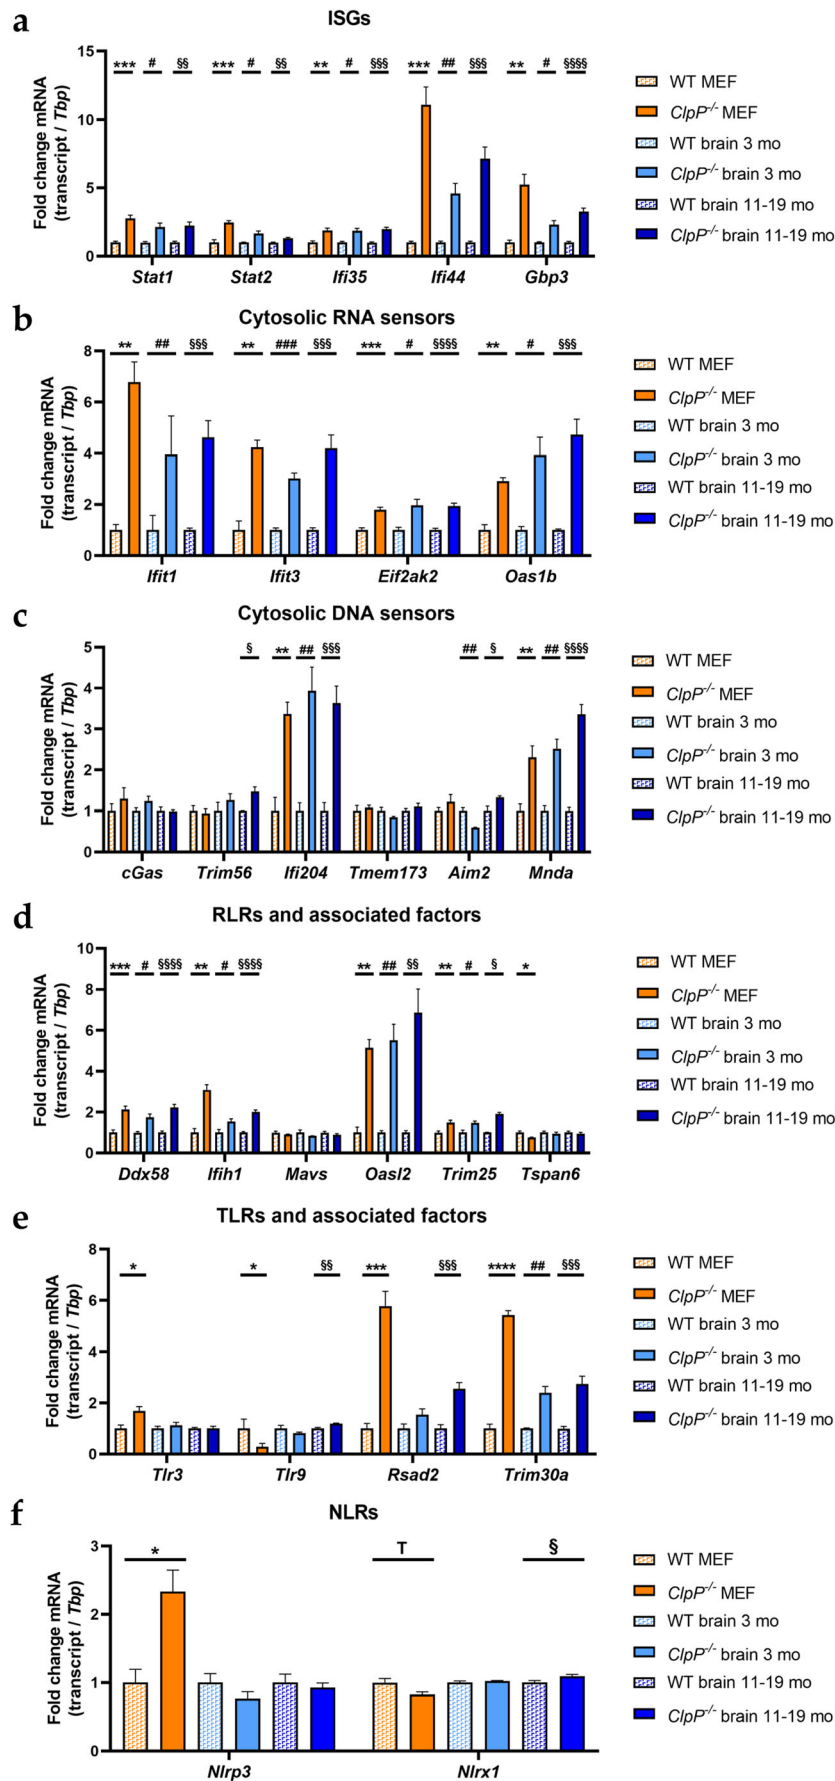 a
ISGs
Fold change mRNA
(transcript / Tbp)
15
10
5
0
*** # §§ *** # §§ ** # §§§ *** ## §§§ ** # §§§§
Stat1 Stat2 Ifi35 Ifi44 Gbp3
WT MEF
ClpP-/- MEF
WT brain 3 mo
ClpP-/- brain 3 mo
WT brain 11-19 mo
ClpP-/- brain 11-19 mo
b
Cytosolic RNA sensors
Fold change mRNA
(transcript / Tbp)
8
6
4
2
0
** ## §§§ ** ### §§§ *** # §§§§ ** # §§§
Ifit1 Ifit3 Eif2ak2 Oas1b
WT MEF
ClpP-/- MEF
WT brain 3 mo
ClpP-/- brain 3 mo
WT brain 11-19 mo
ClpP-/- brain 11-19 mo
c
Cytosolic DNA sensors
Fold change mRNA
(transcript / Tbp)
5
4
3
2
1
0
§ ** ## §§§ ## § ** ## §§§§
cGas Trim56 Ifi204 Tmem173 Aim2 Mnda
WT MEF
ClpP-/- MEF
WT brain 3 mo
ClpP-/- brain 3 mo
WT brain 11-19 mo
ClpP-/- brain 11-19 mo
d
RLRs and associated factors
Fold change mRNA
(transcript / Tbp)
10
8
6
4
2
0
*** # §§§§ ** # §§§§ ** ## §§ ** # § *
Ddx58 Ifih1 Mavs Oasl2 Trim25 Tspan6
WT MEF
ClpP-/- MEF
WT brain 3 mo
ClpP-/- brain 3 mo
WT brain 11-19 mo
ClpP-/- brain 11-19 mo
e
TLRs and associated factors
Fold change mRNA
(transcript / Tbp)
8
6
4
2
0
* * §§ *** §§§ **** ## §§§
Tlr3 Tlr9 Rsad2 Trim30a
WT MEF
ClpP-/- MEF
WT brain 3 mo
ClpP-/- brain 3 mo
WT brain 11-19 mo
ClpP-/- brain 11-19 mo
f
NLRs
Fold change mRNA
(transcript / Tbp)
3
2
1
0
* T §
Nlrp3 Nlrx1
WT MEF
ClpP-/- MEF
WT brain 3 mo
ClpP-/- brain 3 mo
WT brain 11-19 mo
ClpP-/- brain 11-19 mo